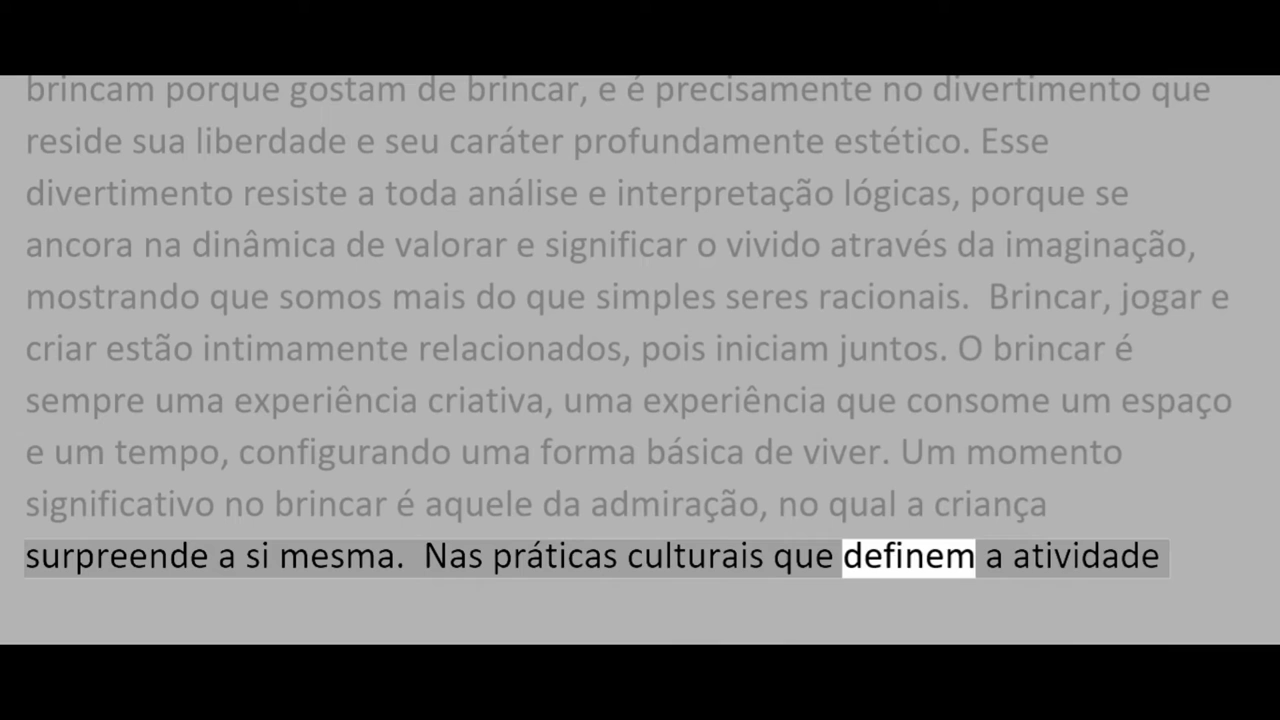 brincam porque gostam de brincar, e é precisamente no divertimento que
reside sua liberdade e seu caráter profundamente estético. Esse
divertimento resiste a toda análise e interpretação lógicas, porque se
ancora na dinâmica de valorar e significar o vivido através da imaginação,
mostrando que somos mais do que simples seres racionais.  Brincar, jogar e
criar estão intimamente relacionados, pois iniciam juntos. O brincar é
sempre uma experiência criativa, uma experiência que consome um espaço
e um tempo, configurando uma forma básica de viver. Um momento
significativo no brincar é aquele da admiração, no qual a criança
surpreende a si mesma.  Nas práticas culturais que definem a atividade